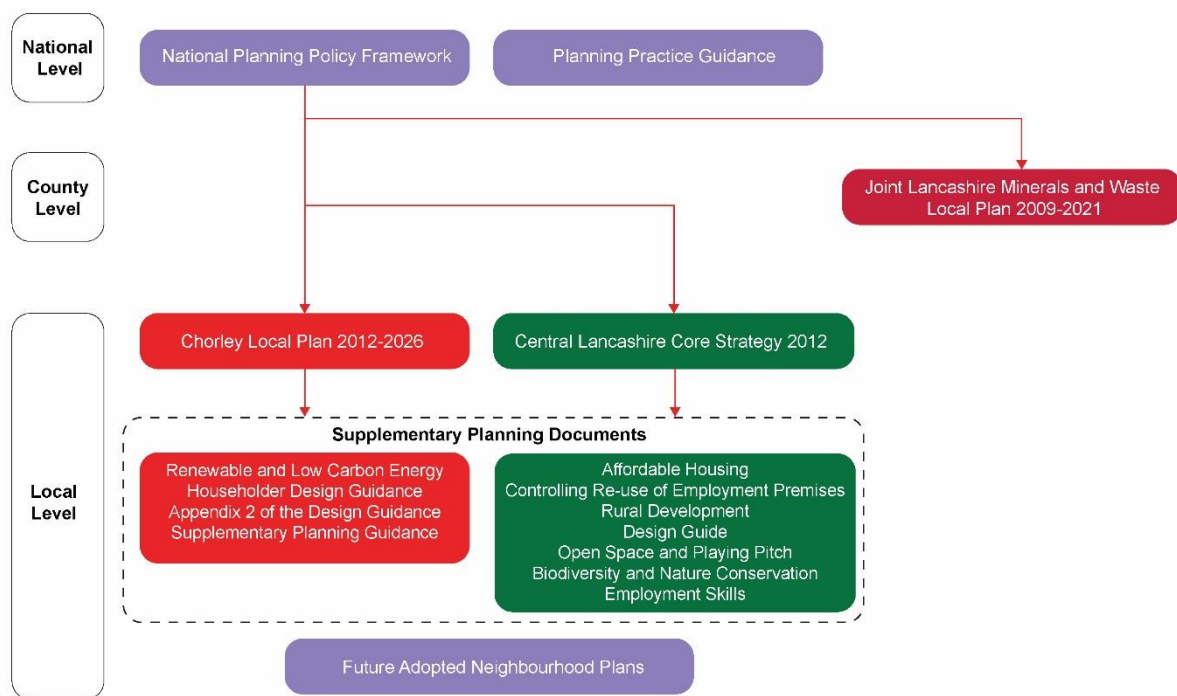 National
Level
National Planning Policy Framework
Planning Practice Guidance
County
Level
Joint Lancashire Minerals and Waste
Local Plan 2009-2021
Local
Level
Chorley Local Plan 2012-2026
Central Lancashire Core Strategy 2012
Supplementary Planning Documents
Renewable and Low Carbon Energy
Householder Design Guidance
Appendix 2 of the Design Guidance
Supplementary Planning Guidance
Affordable Housing
Controlling Re-use of Employment Premises
Rural Development
Design Guide
Open Space and Playing Pitch
Biodiversity and Nature Conservation
Employment Skills
Future Adopted Neighbourhood Plans